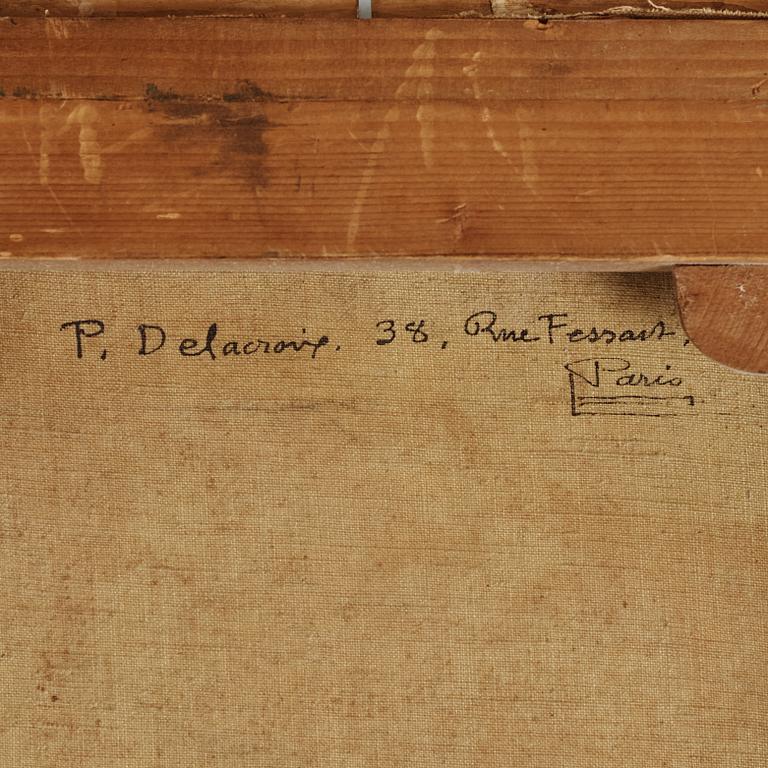 P. Delacroix. 38, Rue Fessart,
Paris